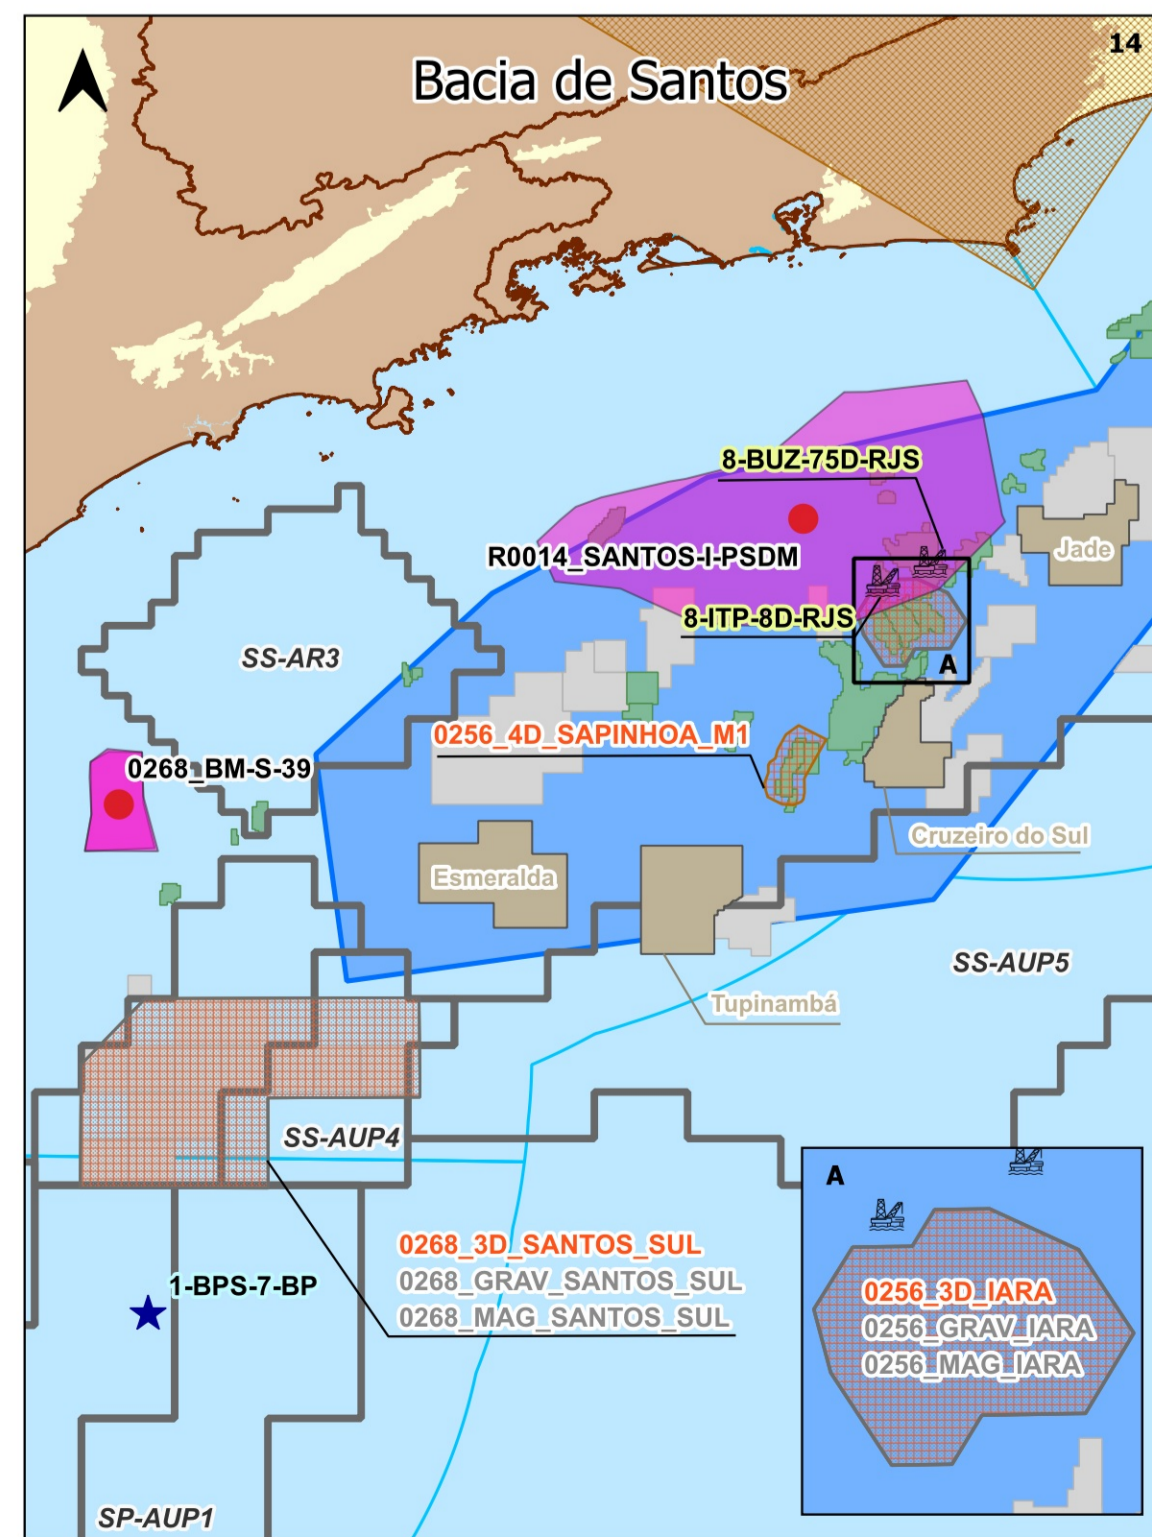 14
Bacia de Santos
8-BUZ-75D-RJS
R0014_SANTOS-I-PSDM
Jade
8-ITP-8D-RJS
SS-AR3
A
0256_4D_SAPINHOA_M1
0268_BM-S-39
Cruzeiro do Sul
Esmeralda
SS-AUP5
Tupinambá
SS-AUP4
A
0268_3D_SANTOS_SUL
0268_GRAV_SANTOS_SUL
0268_MAG_SANTOS_SUL
1-BPS-7-BP
0256_3D_IARA
0256_GRAV_IARA
0256_MAG_IARA
SP-AUP1